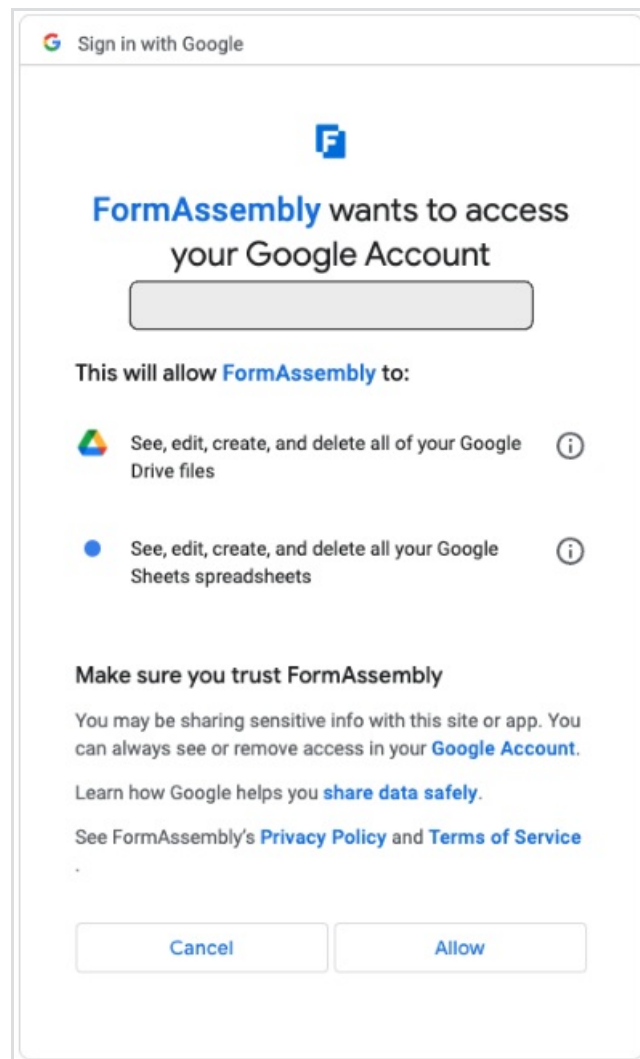 Sign in with Google
FormAssembly wants to access
your Google Account
This will allow FormAssembly to:
See, edit, create, and delete all of your Google
Drive files
See, edit, create, and delete all your Google
Sheets spreadsheets
Make sure you trust FormAssembly
You may be sharing sensitive info with this site or app. You
can always see or remove access in your Google Account.
Learn how Google helps you share data safely.
See FormAssembly's Privacy Policy and Terms of Service
.
Cancel
Allow